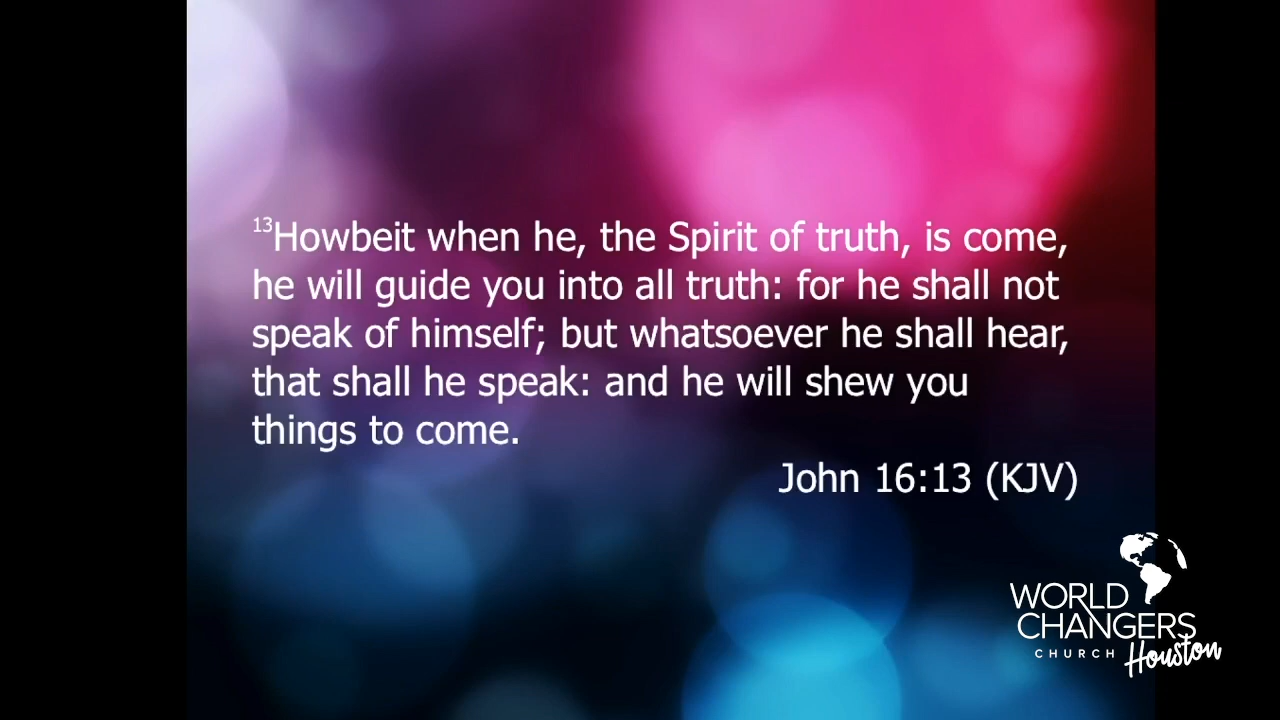 13Howbeit when he, the Spirit of truth, is come,
he will guide you into all truth: for he shall not
speak of himself; but whatsoever he shall hear,
that shall he speak: and he will shew you
things to come.
John 16:13 (KJV)
WORLD
CHANGERS
CHURCH Houston